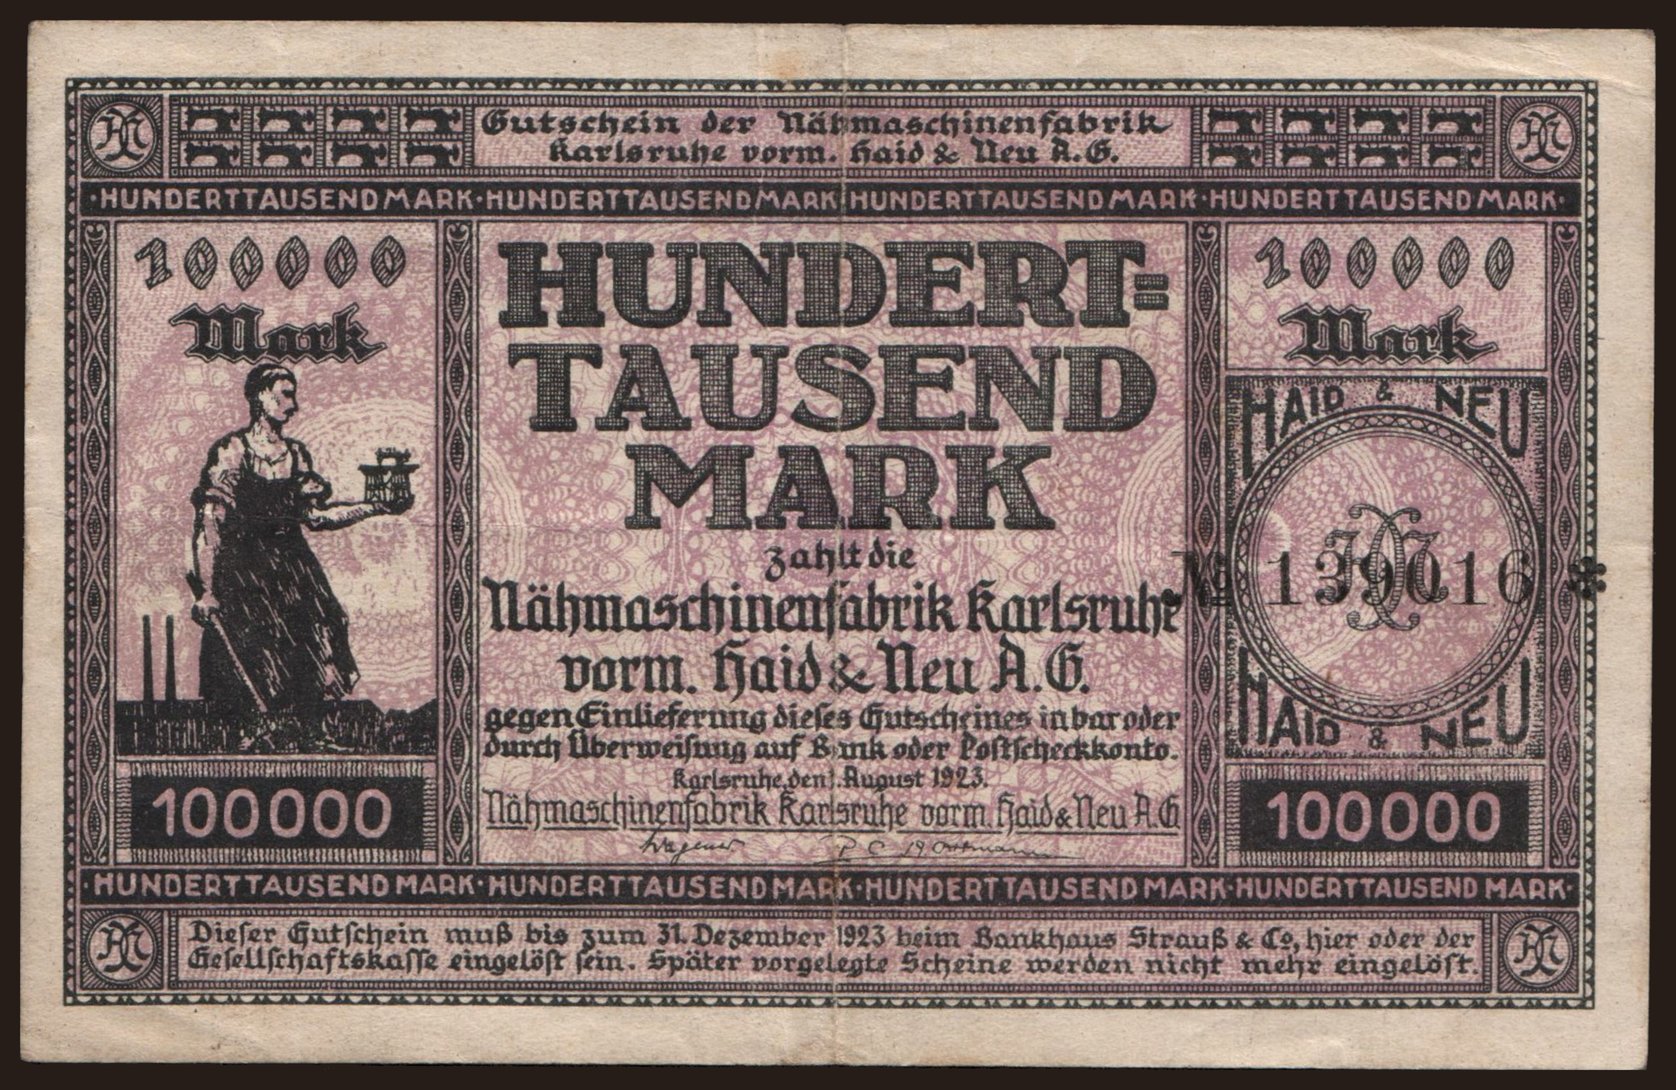 Gutschein der Nähmaschinenfabrik
Karlsruhe vorm. Haid & Neu A.G.
·HUNDERTTAUSEND MARK·HUNDERTTAUSEND MARK·HUNDERTTAUSEND MARK·HUNDERTTAUSEND MARK·
100000
Mark
100000
HUNDERT=
TAUSEND
MARK
zahlt die
Nähmaschinenfabrik Karlsruhe
vorm. Haid & Neu A.G.
gegen Einlieferung dieses Gutscheines in bar oder
durch Überweisung auf Bank oder Postscheckkonto.
Karlsruhe, den 1. August 1923.
Nähmaschinenfabrik Karlsruhe vorm. Haid & Neu A.G
100000
Mark
HAID & NEU
№ 139016 *
HAID & NEU
100000
·HUNDERTTAUSEND MARK·HUNDERTTAUSEND MARK·HUNDERTTAUSEND MARK·HUNDERTTAUSEND MARK·
Dieser Gutschein muß bis zum 31. Dezember 1923 beim Bankhaus Strauß & Co, hier oder der
Gesellschaftskasse eingelöst sein. Später vorgelegte Scheine werden nicht mehr eingelöst.